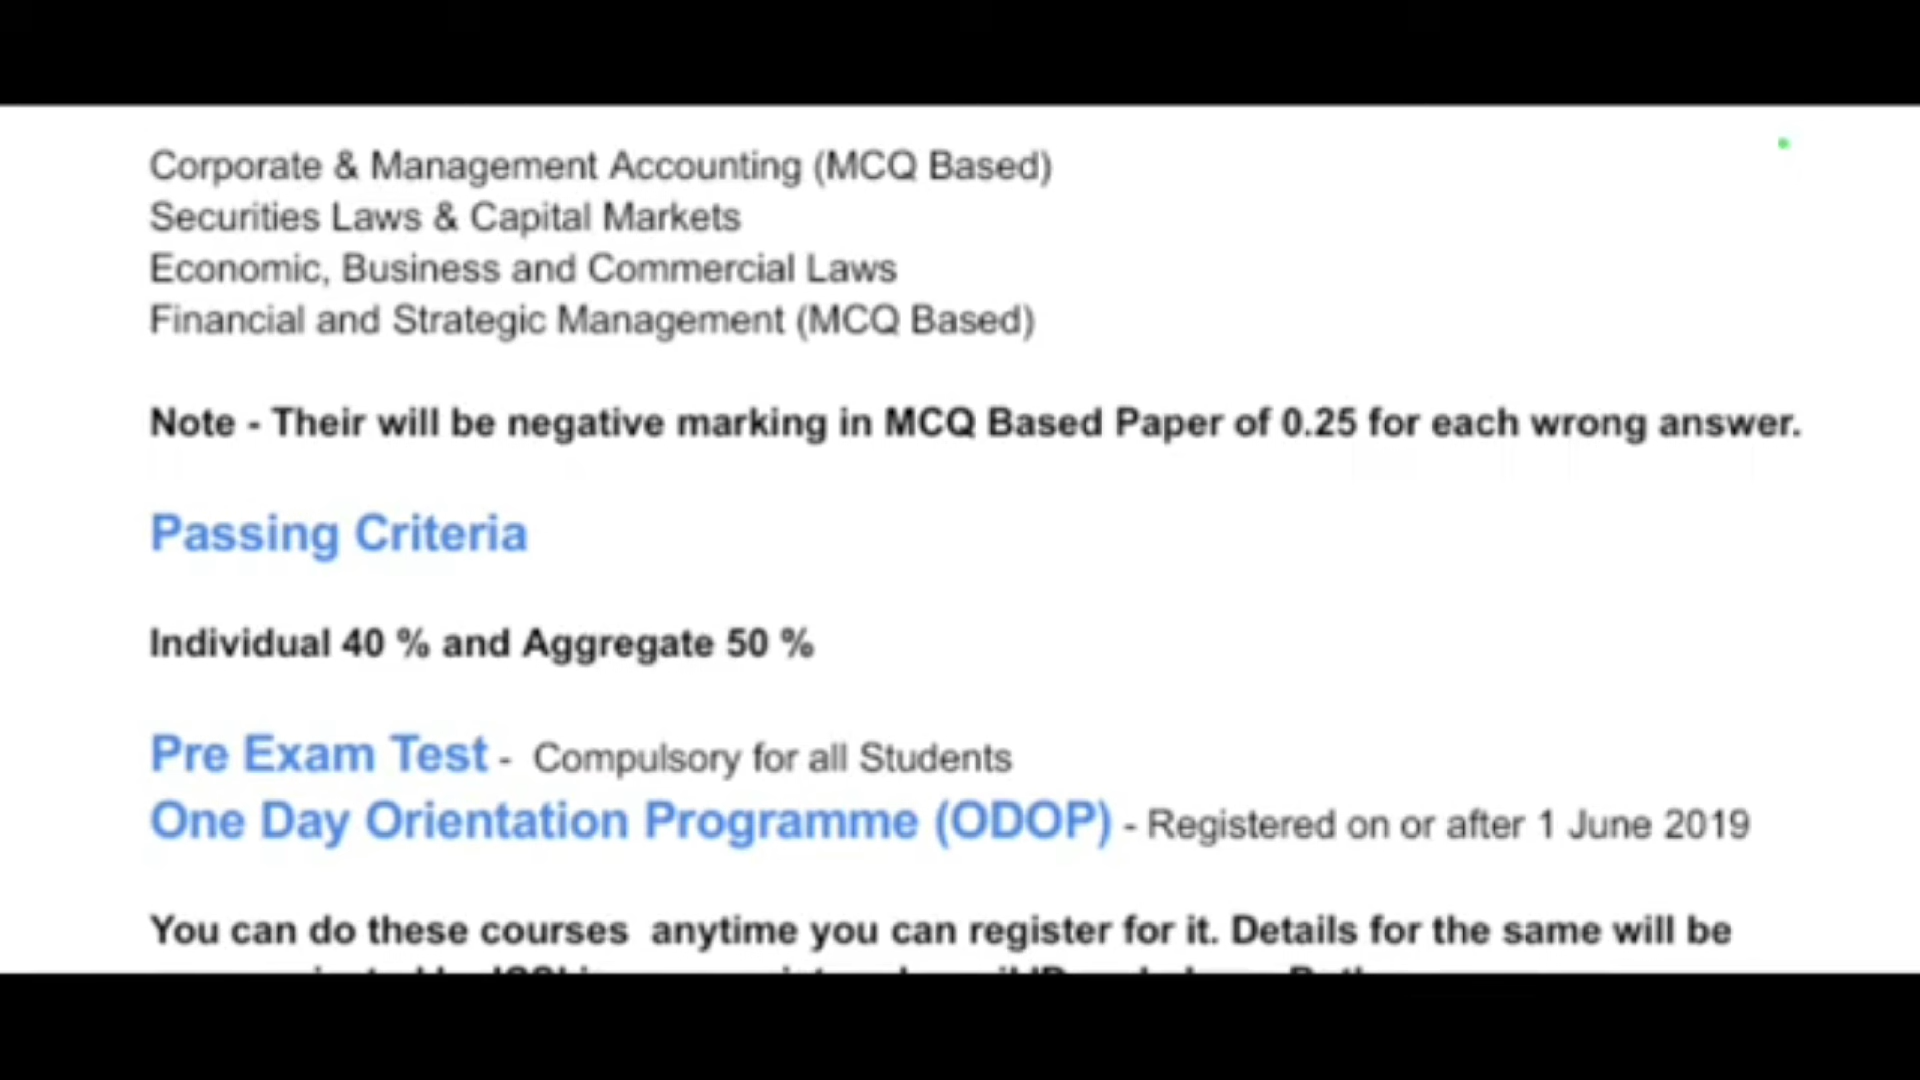 Corporate & Management Accounting (MCQ Based)
Securities Laws & Capital Markets
Economic, Business and Commercial Laws
Financial and Strategic Management (MCQ Based)
Note - Their will be negative marking in MCQ Based Paper of 0.25 for each wrong answer.
Passing Criteria
Individual 40 % and Aggregate 50 %
Pre Exam Test - Compulsory for all Students
One Day Orientation Programme (ODOP) - Registered on or after 1 June 2019
You can do these courses anytime you can register for it. Details for the same will be